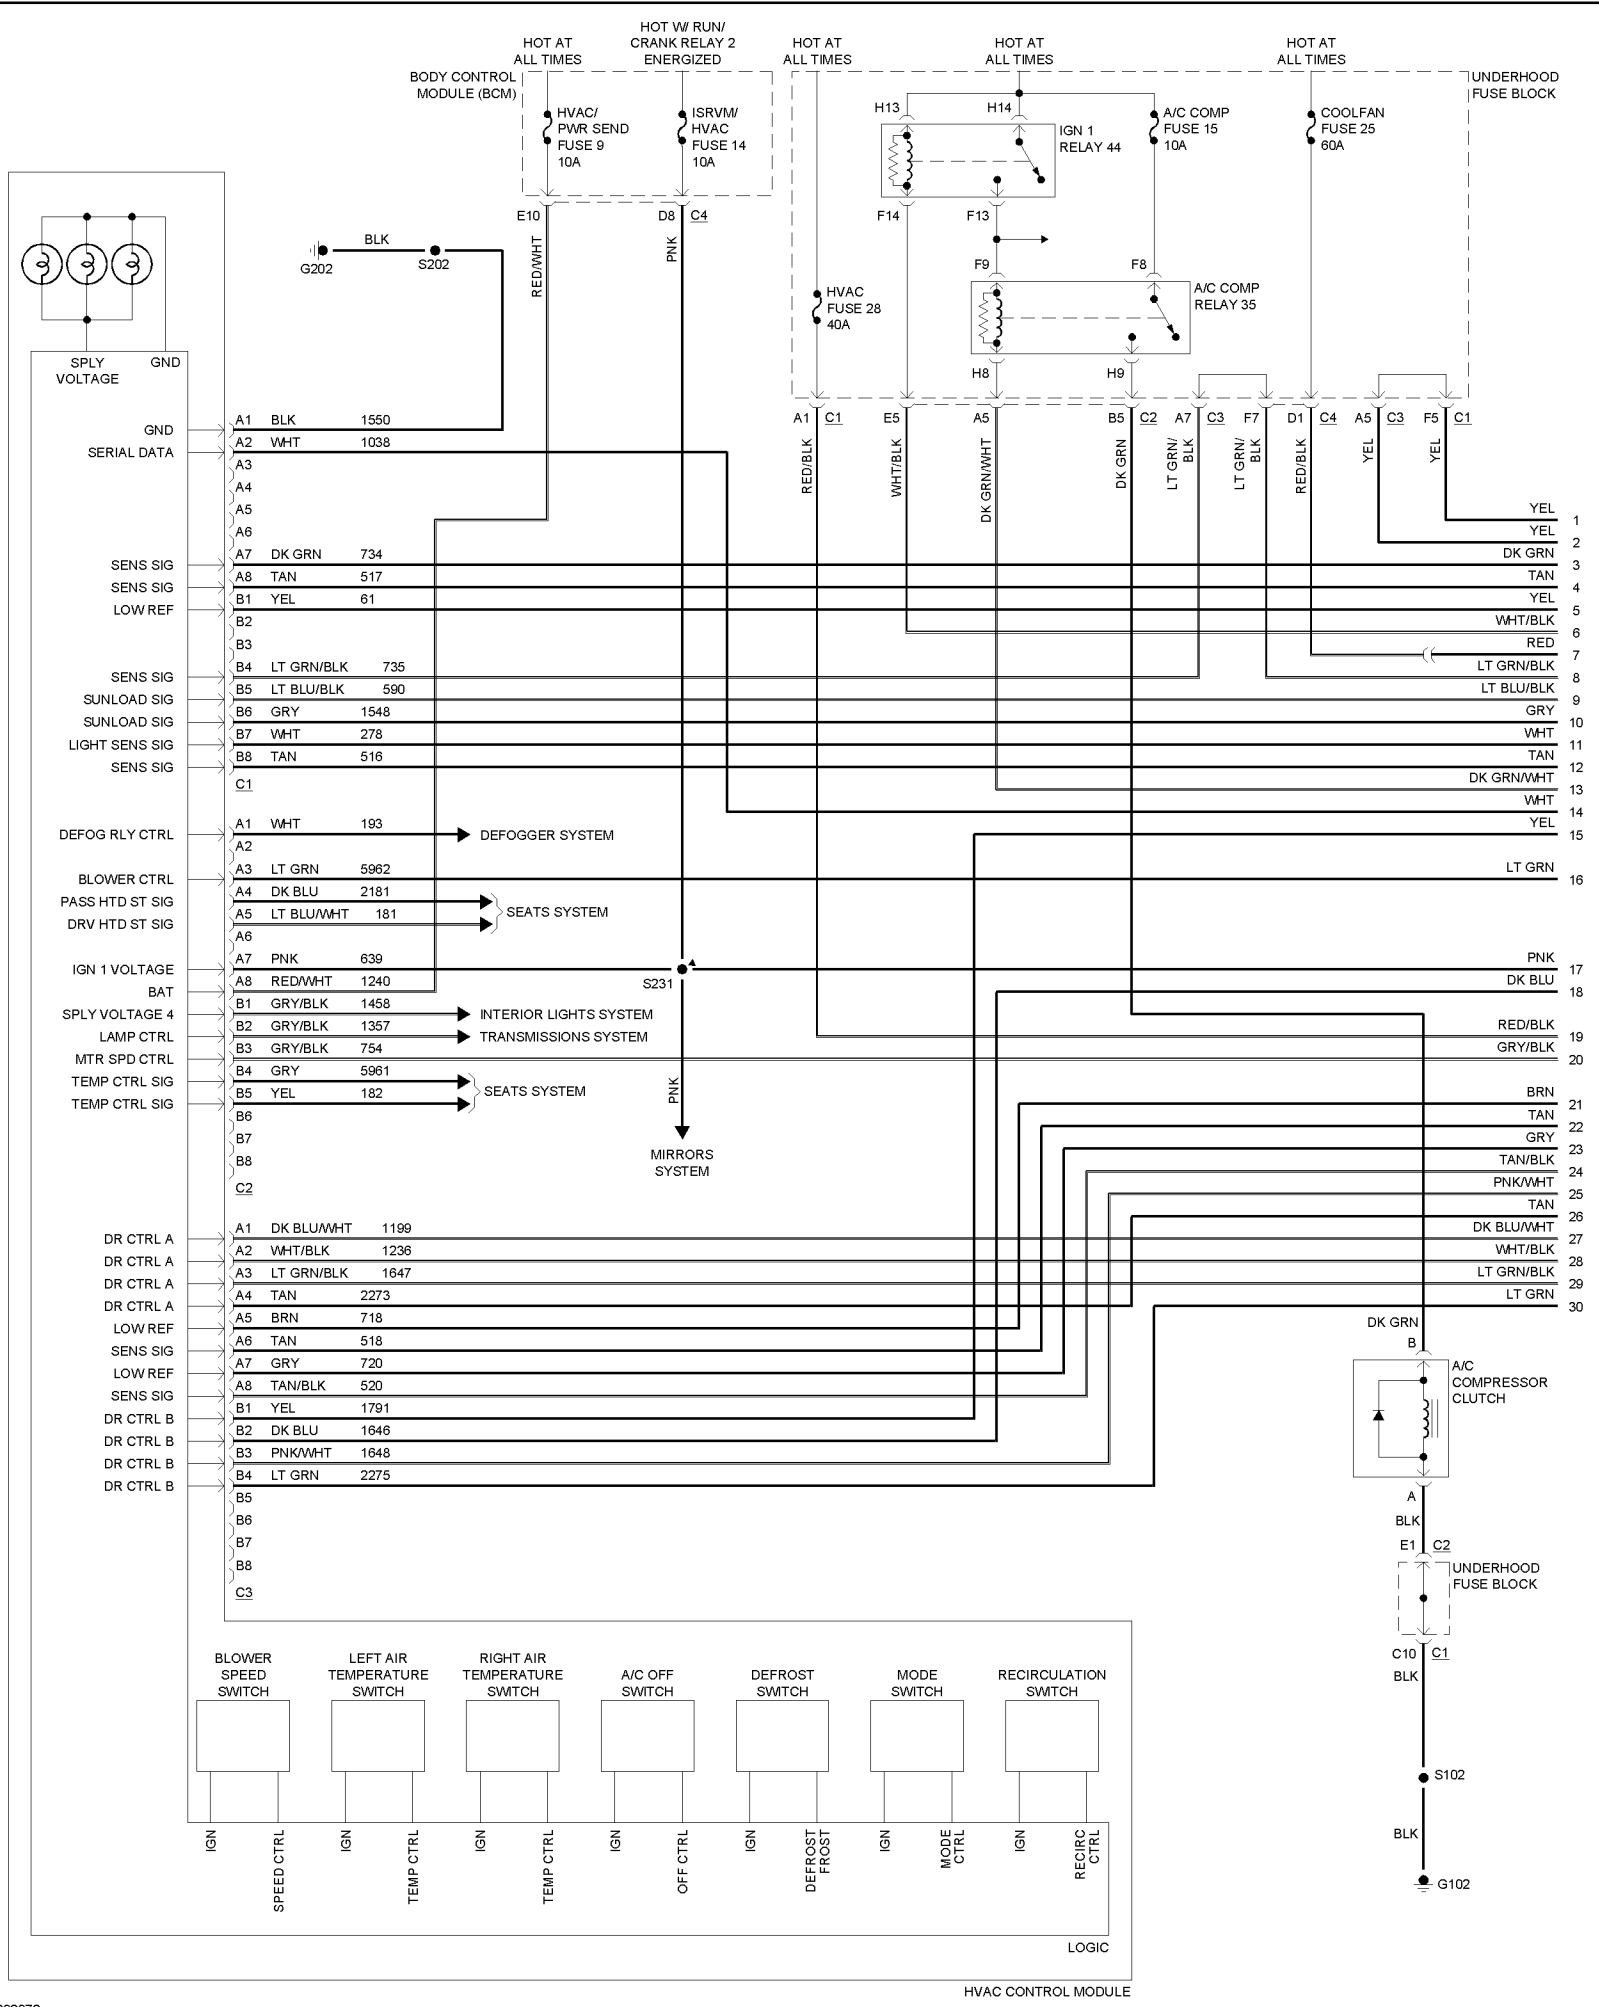 HOT AT
ALL TIMES
HOT W/ RUN/
CRANK RELAY 2
ENERGIZED
HOT AT
ALL TIMES
HOT AT
ALL TIMES
HOT AT
ALL TIMES
BODY CONTROL
MODULE (BCM)
HVAC/
PWR SEND
FUSE 9
10A
ISRVM/
HVAC
FUSE 14
10A
H13
H14
IGN 1
RELAY 44
A/C COMP
FUSE 15
10A
COOLFAN
FUSE 25
60A
UNDERHOOD
FUSE BLOCK
E10
D8
C4
F14
F13
F9
F8
HVAC
FUSE 28
40A
A/C COMP
RELAY 35
H8
H9
RED/WHT
PNK
BLK
G202
S202
A1
C1
E5
A5
B5
C2
A7
C3
F7
D1
C4
A5
C3
F5
C1
RED/BLK
WHT/BLK
DK GRN/WHT
DK GRN
LT GRN/
BLK
LT GRN/
BLK
RED/BLK
YEL
YEL
SPLY
VOLTAGE
GND
GND A1 BLK 1550
SERIAL DATA A2 WHT 1038
A3
A4
A5
A6
SENS SIG A7 DK GRN 734
SENS SIG A8 TAN 517
LOW REF B1 YEL 61
B2
B3
SENS SIG B4 LT GRN/BLK 735
SUNLOAD SIG B5 LT BLU/BLK 590
SUNLOAD SIG B6 GRY 1548
LIGHT SENS SIG B7 WHT 278
SENS SIG B8 TAN 516
C1
DEFOG RLY CTRL A1 WHT 193 DEFOGGER SYSTEM
A2
BLOWER CTRL A3 LT GRN 5962
PASS HTD ST SIG A4 DK BLU 2181
DRV HTD ST SIG A5 LT BLU/WHT 181
SEATS SYSTEM
A6
IGN 1 VOLTAGE A7 PNK 639
S231
BAT A8 RED/WHT 1240
SPLY VOLTAGE 4 B1 GRY/BLK 1458 INTERIOR LIGHTS SYSTEM
LAMP CTRL B2 GRY/BLK 1357 TRANSMISSIONS SYSTEM
MTR SPD CTRL B3 GRY/BLK 754
TEMP CTRL SIG B4 GRY 5961
TEMP CTRL SIG B5 YEL 182
SEATS SYSTEM
PNK
MIRRORS
SYSTEM
B6
B7
B8
C2
DR CTRL A A1 DK BLU/WHT 1199
DR CTRL A A2 WHT/BLK 1236
DR CTRL A A3 LT GRN/BLK 1647
DR CTRL A A4 TAN 2273
LOW REF A5 BRN 718
SENS SIG A6 TAN 518
LOW REF A7 GRY 720
SENS SIG A8 TAN/BLK 520
DR CTRL B B1 YEL 1791
DR CTRL B B2 DK BLU 1646
DR CTRL B B3 PNK/WHT 1648
DR CTRL B B4 LT GRN 2275
B5
B6
B7
B8
C3
YEL 1
YEL 2
DK GRN 3
TAN 4
YEL 5
WHT/BLK 6
RED 7
LT GRN/BLK 8
LT BLU/BLK 9
GRY 10
WHT 11
TAN 12
DK GRN/WHT 13
WHT 14
YEL 15
LT GRN 16
PNK 17
DK BLU 18
RED/BLK 19
GRY/BLK 20
BRN 21
TAN 22
GRY 23
TAN/BLK 24
PNK/WHT 25
TAN 26
DK BLU/WHT 27
WHT/BLK 28
LT GRN/BLK 29
LT GRN 30
DK GRN
B
A/C
COMPRESSOR
CLUTCH
A
BLK
E1
C2
UNDERHOOD
FUSE BLOCK
C10
C1
BLK
S102
BLK
G102
BLOWER
SPEED
SWITCH
LEFT AIR
TEMPERATURE
SWITCH
RIGHT AIR
TEMPERATURE
SWITCH
A/C OFF
SWITCH
DEFROST
SWITCH
MODE
SWITCH
RECIRCULATION
SWITCH
IGN
SPEED CTRL
IGN
TEMP CTRL
IGN
TEMP CTRL
IGN
OFF CTRL
IGN
DEFROST
FROST
IGN
MODE
CTRL
IGN
RECIRC
CTRL
LOGIC
HVAC CONTROL MODULE